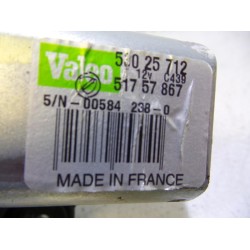 Valeo
530 25 712
12V C439
517 57 867
S/N-00584 238-0
MADE IN FRANCE